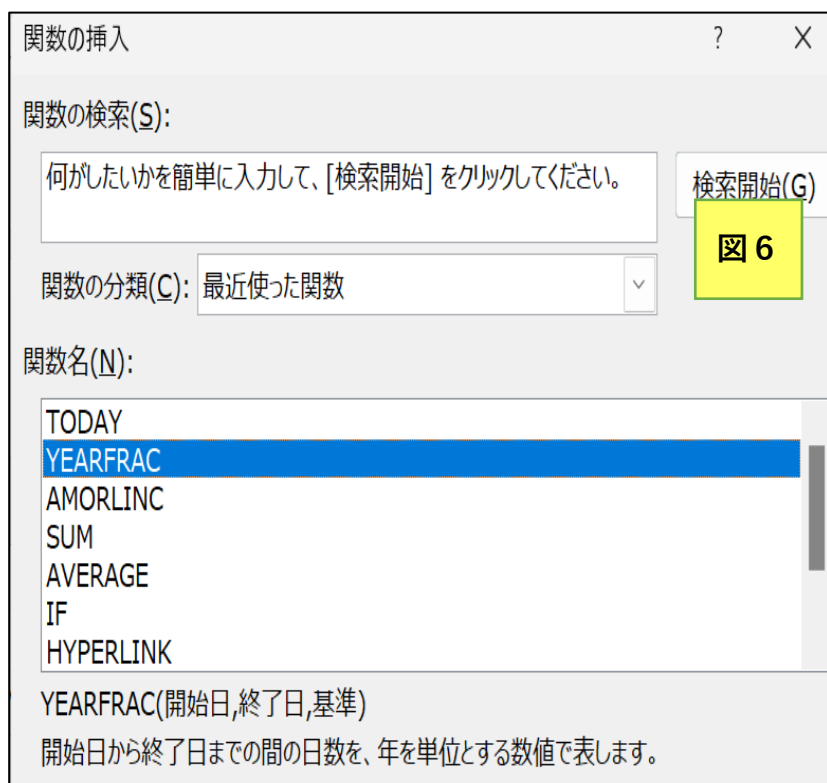 関数の挿入 ? X
関数の検索(S):
何がしたいかを簡単に入力して、[検索開始] をクリックしてください。
検索開始(G)
図6
関数の分類(C): 最近使った関数
関数名(N):
TODAY
YEARFRAC
AMORLINC
SUM
AVERAGE
IF
HYPERLINK
YEARFRAC(開始日,終了日,基準)
開始日から終了日までの間の日数を、年を単位とする数値で表します。